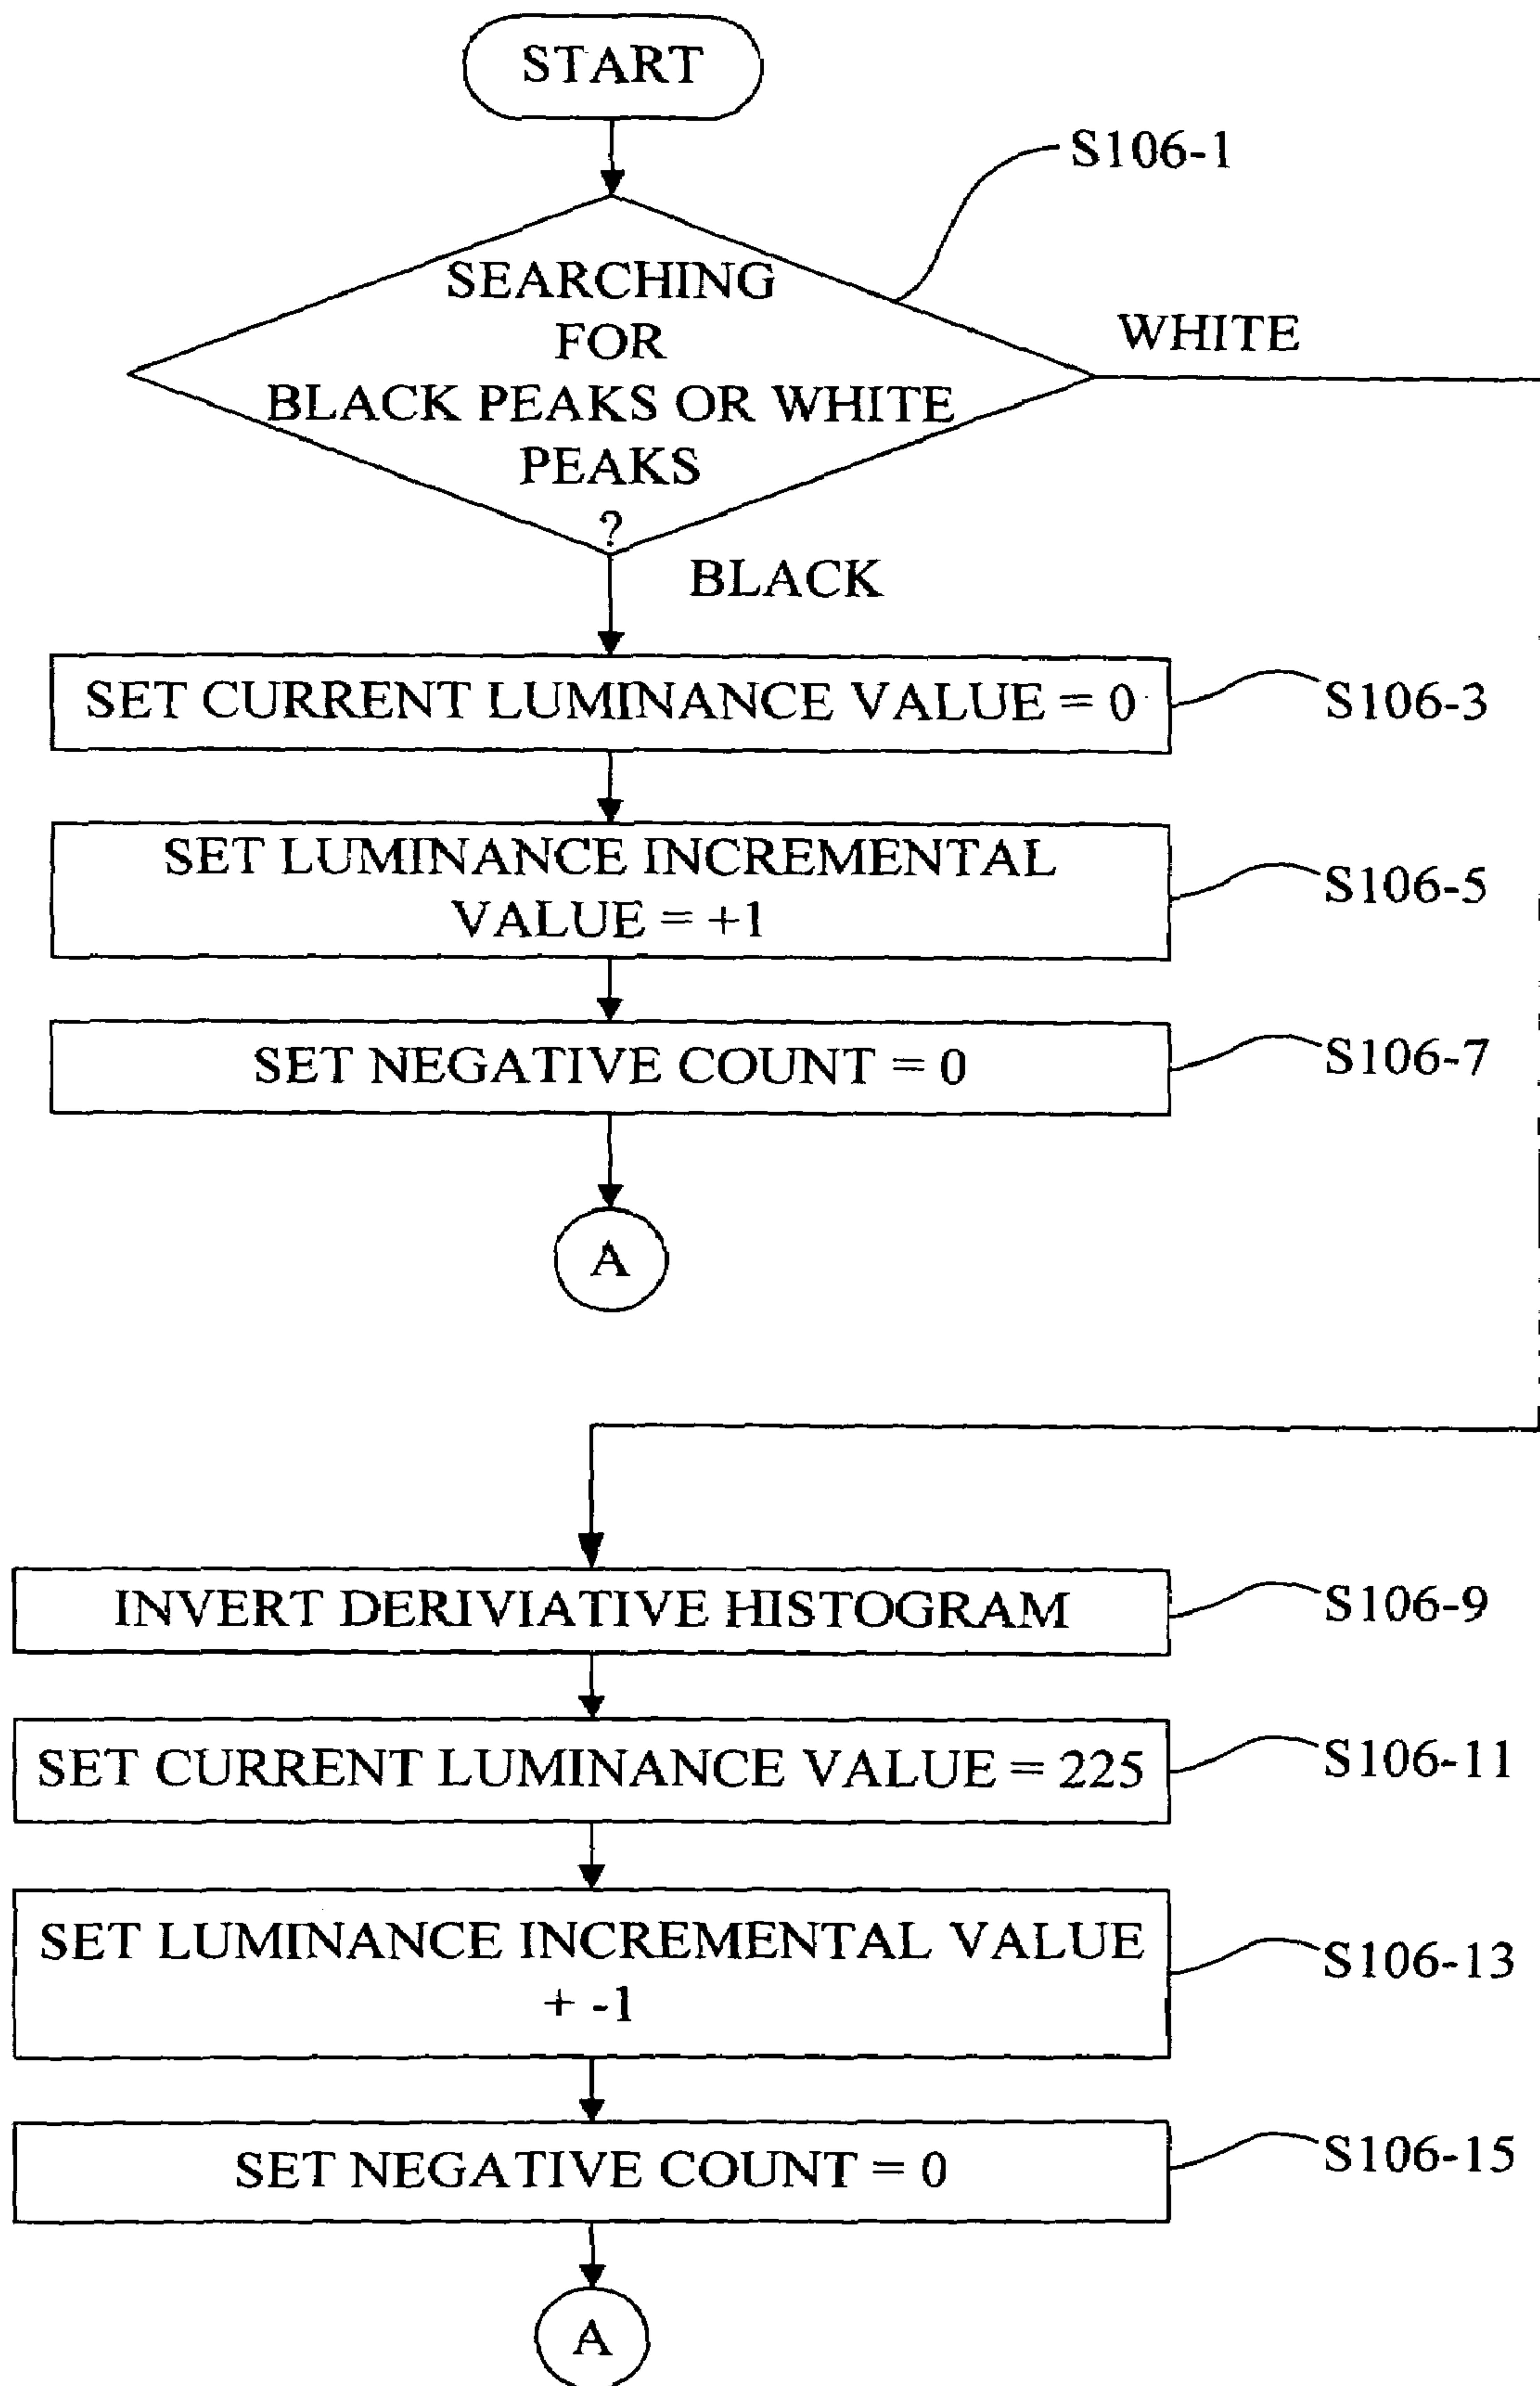 START
S106-1
SEARCHING
FOR
BLACK PEAKS OR WHITE
PEAKS
?
WHITE
BLACK
SET CURRENT LUMINANCE VALUE = 0
S106-3
SET LUMINANCE INCREMENTAL
VALUE = +1
S106-5
SET NEGATIVE COUNT = 0
S106-7
A
INVERT DERIVIATIVE HISTOGRAM
S106-9
SET CURRENT LUMINANCE VALUE = 225
S106-11
SET LUMINANCE INCREMENTAL VALUE
+ -1
S106-13
SET NEGATIVE COUNT = 0
S106-15
A